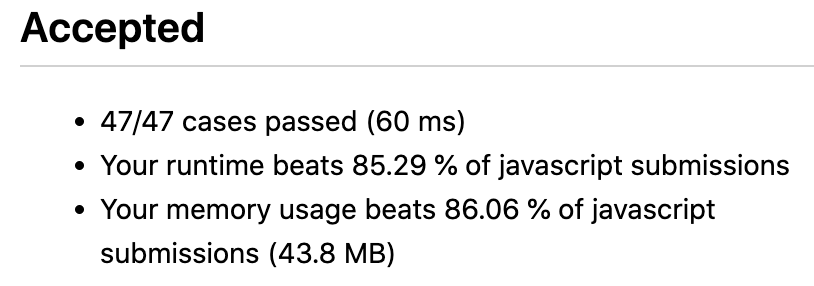 Accepted
• 47/47 cases passed (60 ms)
• Your runtime beats 85.29 % of javascript submissions
• Your memory usage beats 86.06 % of javascript
submissions (43.8 MB)